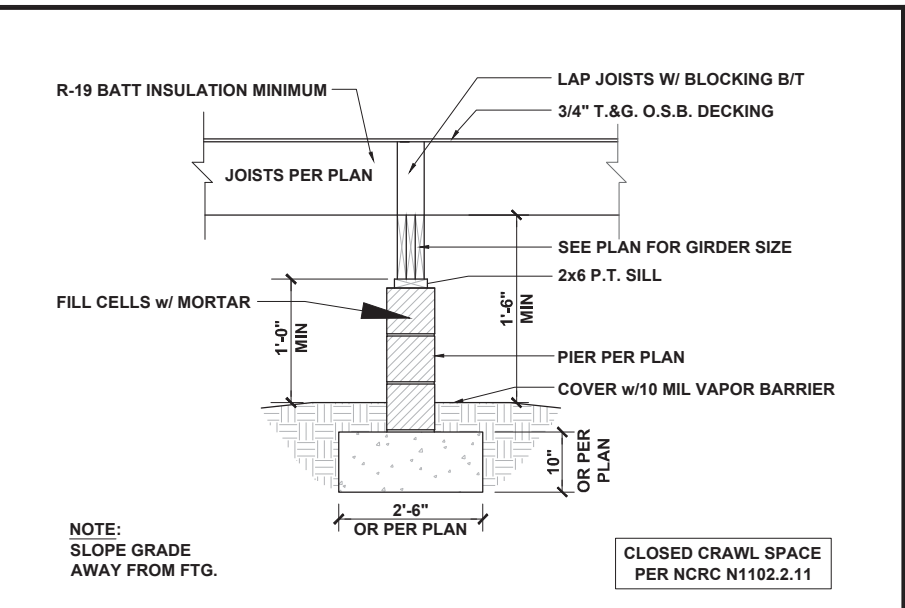 R-19 BATT INSULATION MINIMUM
LAP JOISTS W/ BLOCKING B/T
3/4" T.&G. O.S.B. DECKING
JOISTS PER PLAN
SEE PLAN FOR GIRDER SIZE
2x6 P.T. SILL
FILL CELLS w/ MORTAR
1'-0"
MIN
1'-6"
MIN
PIER PER PLAN
COVER w/10 MIL VAPOR BARRIER
10"
OR PER
PLAN
2'-6"
OR PER PLAN
NOTE:
SLOPE GRADE
AWAY FROM FTG.
CLOSED CRAWL SPACE
PER NCRC N1102.2.11